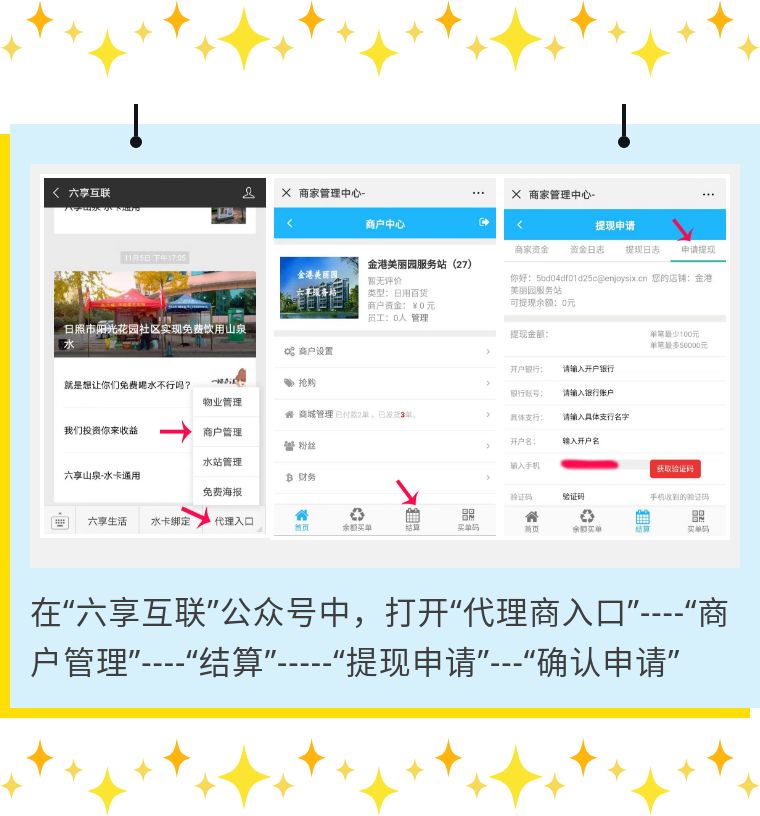 六享互联
六享山泉-水卡通用
11月5日 下午17:05
日照市阳光花园社区实现免费饮用山泉
水
就是想让你们免费喝水不行吗？
我们投资你来收益
六享山泉-水卡通用
物业管理
商户管理
水站管理
免费海报
六享生活
水卡绑定
代理入口
商家管理中心-
商户中心
金港美丽园
六享服务站
金港美丽园服务站（27）
暂无评价
类型：日用百货
商户资金：￥0 元
员工：0人 管理
商户设置
抢购
商城管理 已付款2单，已发货3单。
粉丝
财务
首页
余额买单
结算
买单码
商家管理中心-
提现申请
商家资金
资金日志
提现日志
申请提现
你好：5bd04df01d25c@enjoysix.cn 您的店铺：金港
美丽园服务站
可提现余额：0元
提现金额：
单笔最少100元
单笔最多50000元
开户银行：
请输入开户银行
银行账号：
请输入银行账户
具体支行：
请输入具体支行名字
开户名：
输入开户名
输入手机
获取验证码
验证码
验证码
手机收到的验证码
首页
余额买单
结算
买单码
在“六享互联”公众号中，打开“代理商入口”----“商
户管理”----“结算”-----“提现申请”---“确认申请”